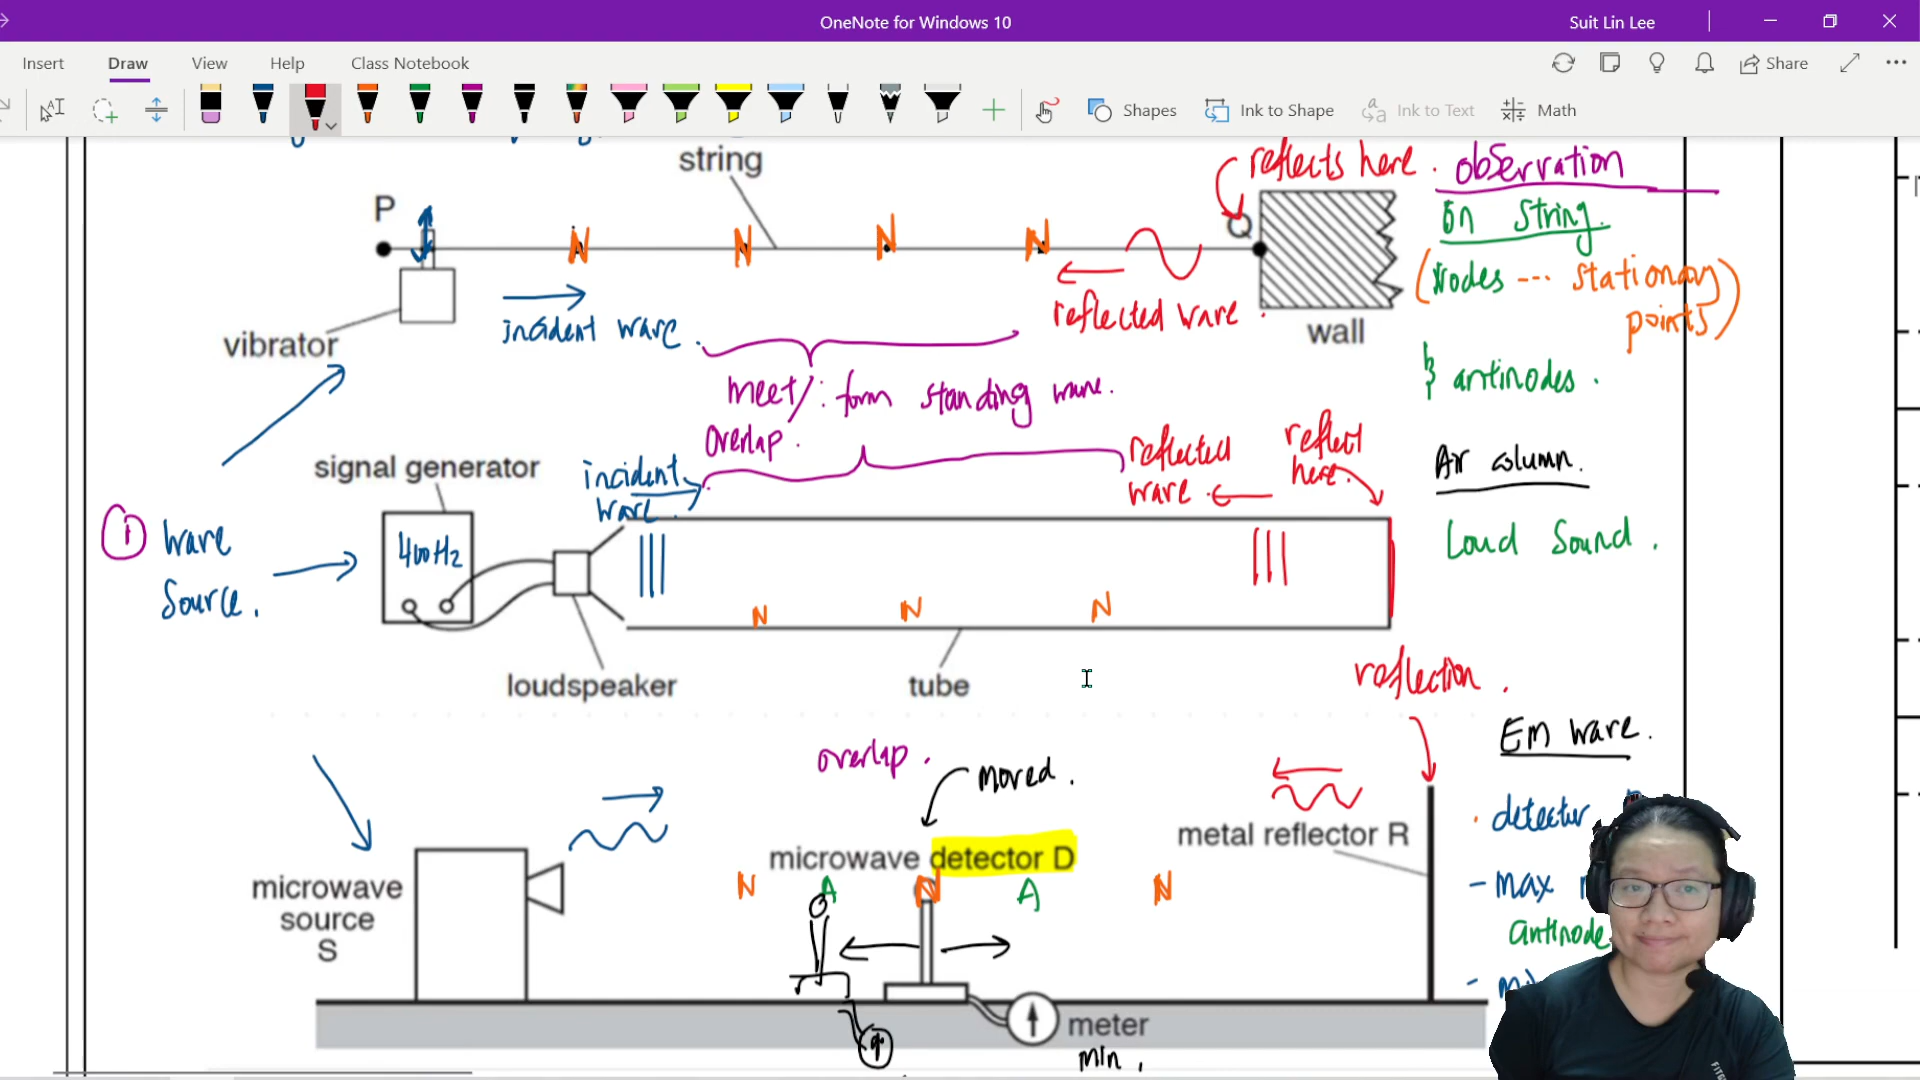 OneNote for Windows 10
Suit Lin Lee
Insert Draw View Help Class Notebook
Share
Shapes
Ink to Shape
Ink to Text
Math
string
reflects here.
observation
P
Q
on String.
(Nodes --- stationary
points)
N N N N
incident wave.
reflected wave.
wall
vibrator
& antinodes.
meet/: form standing wave.
overlap.
signal generator
incident
wave.
reflected
wave.
reflect
here.
Air column.
1 Wave
Source.
400Hz
Loud Sound.
N N N
loudspeaker
tube
reflection.
EM wave.
overlap.
moved.
detector
metal reflector R
microwave detector D
N A N A N
microwave
source
S
- max
antinode
meter
min,